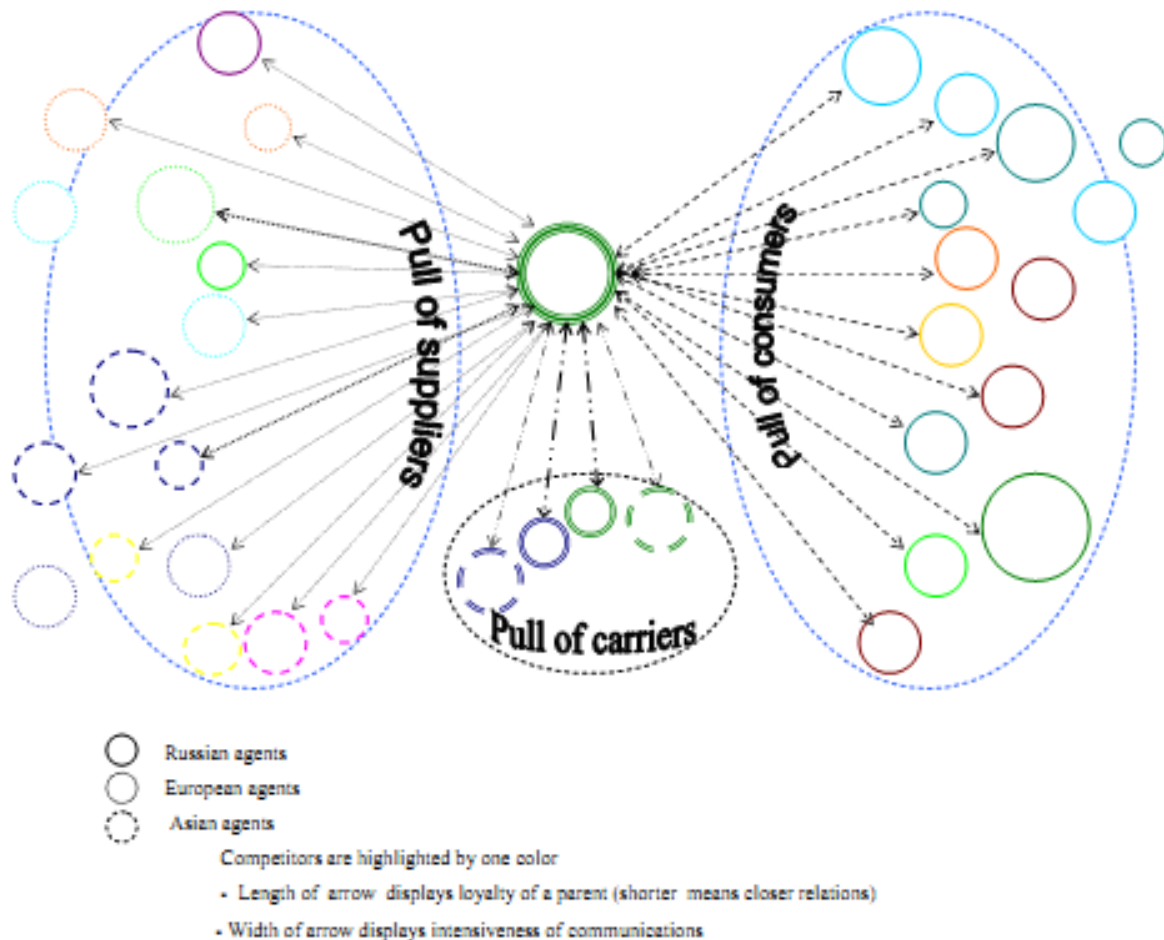 Pull of suppliers
Pull of consumers
Pull of carriers
Russian agents
European agents
Asian agents
Competitors are highlighted by one color
- Length of arrow displays loyalty of a parent (shorter means closer relations)
- Width of arrow displays intensiveness of communications